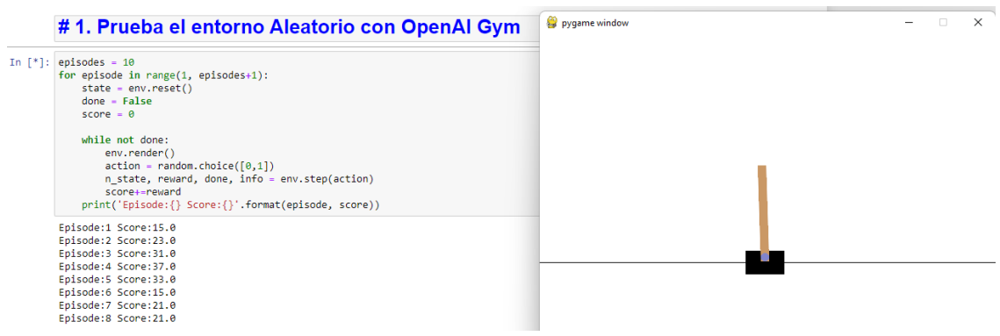 # 1. Prueba el entorno Aleatorio con OpenAI Gym
In [*]: episodes = 10
for episode in range(1, episodes+1):
    state = env.reset()
    done = False
    score = 0

    while not done:
        env.render()
        action = random.choice([0,1])
        n_state, reward, done, info = env.step(action)
        score+=reward
    print('Episode:{} Score:{}'.format(episode, score))
Episode:1 Score:15.0
Episode:2 Score:23.0
Episode:3 Score:31.0
Episode:4 Score:37.0
Episode:5 Score:33.0
Episode:6 Score:15.0
Episode:7 Score:21.0
Episode:8 Score:21.0
pygame window